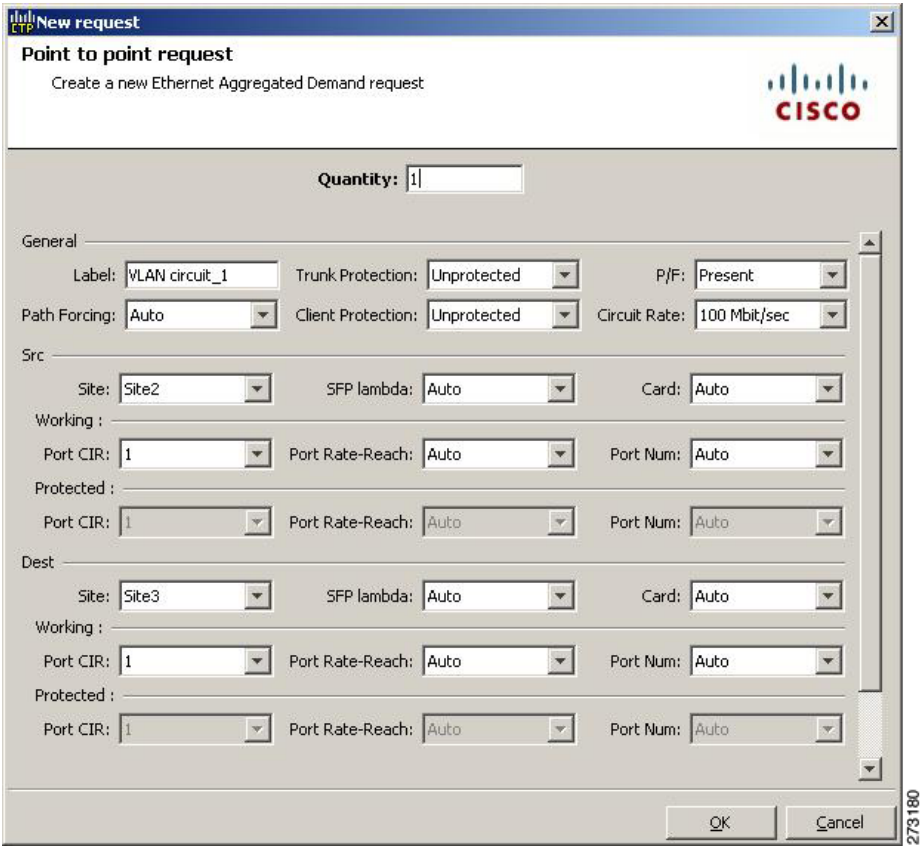 CTP New request
Point to point request
Create a new Ethernet Aggregated Demand request
CISCO
Quantity: 1
General
Label: VLAN circuit_1 Trunk Protection: Unprotected P/F: Present
Path Forcing: Auto Client Protection: Unprotected Circuit Rate: 100 Mbit/sec
Src
Site: Site2 SFP lambda: Auto Card: Auto
Working :
Port CIR: 1 Port Rate-Reach: Auto Port Num: Auto
Protected :
Port CIR: 1 Port Rate-Reach: Auto Port Num: Auto
Dest
Site: Site3 SFP lambda: Auto Card: Auto
Working :
Port CIR: 1 Port Rate-Reach: Auto Port Num: Auto
Protected :
Port CIR: 1 Port Rate-Reach: Auto Port Num: Auto
OK Cancel
273180